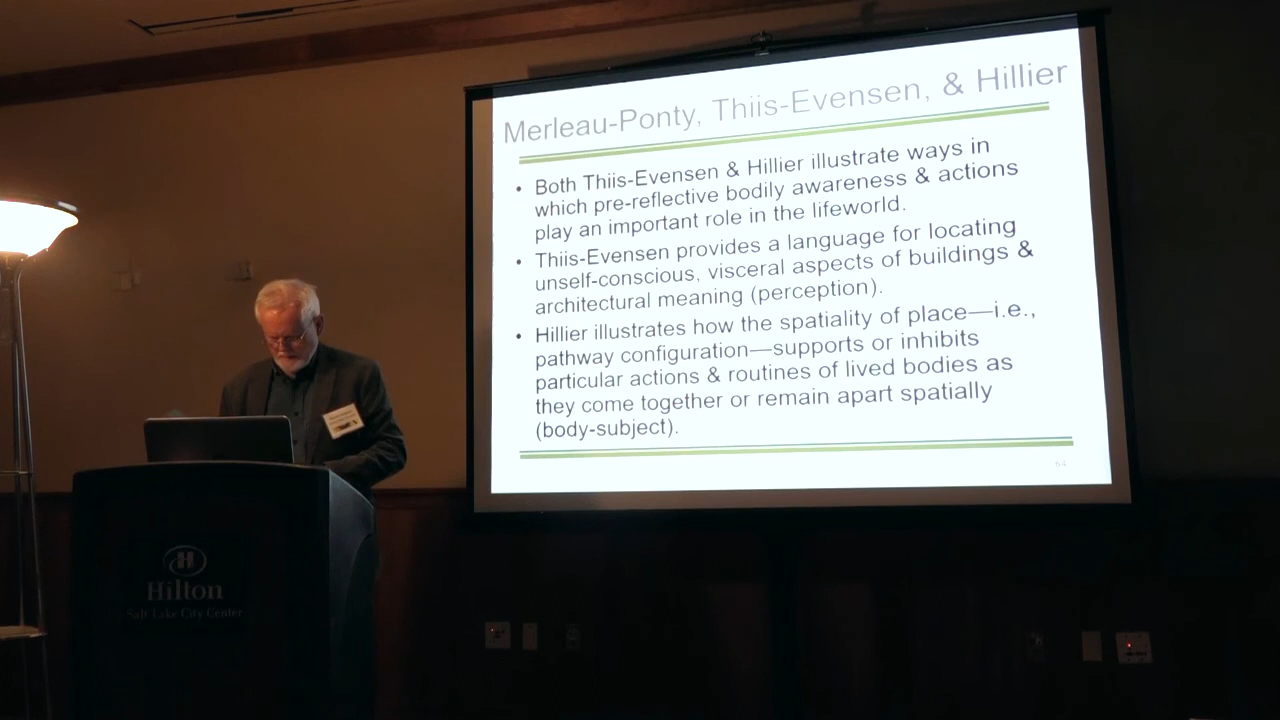 Merleau-Ponty, Thiis-Evensen, & Hillier
• Both Thiis-Evensen & Hillier illustrate ways in
which pre-reflective bodily awareness & actions
play an important role in the lifeworld.
• Thiis-Evensen provides a language for locating
unself-conscious, visceral aspects of buildings &
architectural meaning (perception).
• Hillier illustrates how the spatiality of place—i.e.,
pathway configuration—supports or inhibits
particular actions & routines of lived bodies as
they come together or remain apart spatially
(body-subject).
64
H
Hilton
Salt Lake City Center